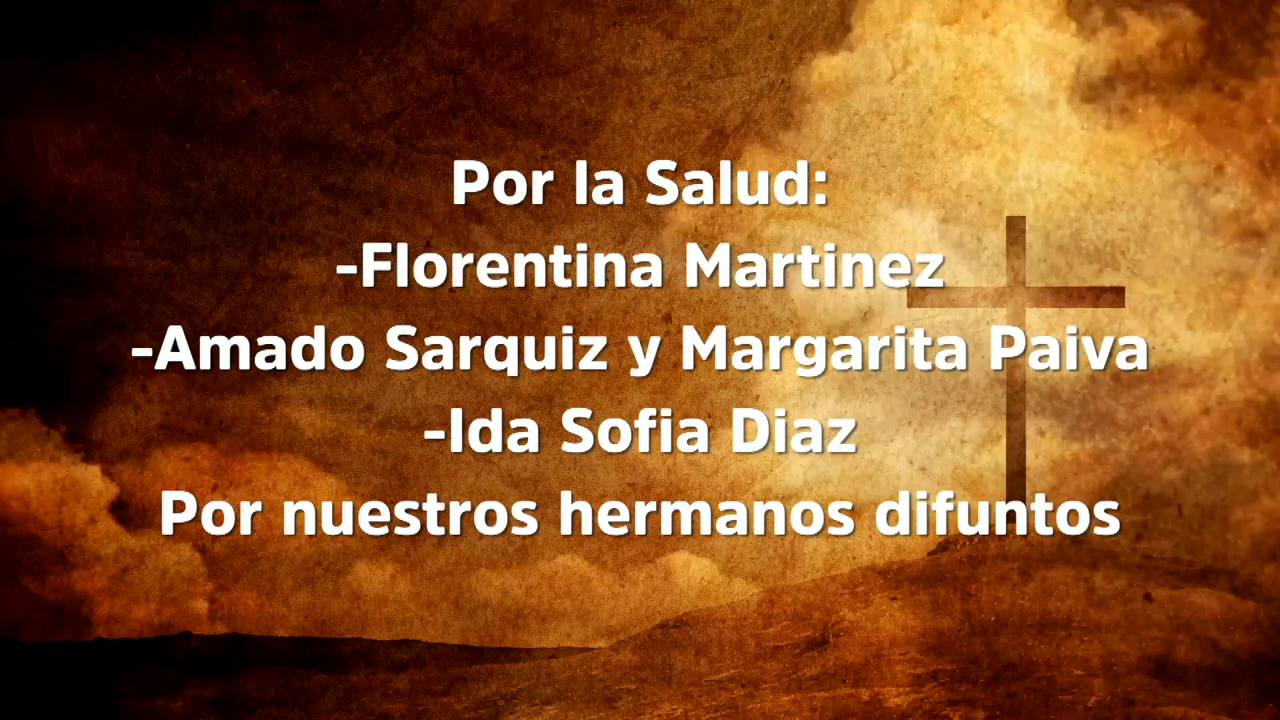 Por la Salud:
-Florentina Martinez
-Amado Sarquiz y Margarita Paiva
-Ida Sofia Diaz
Por nuestros hermanos difuntos